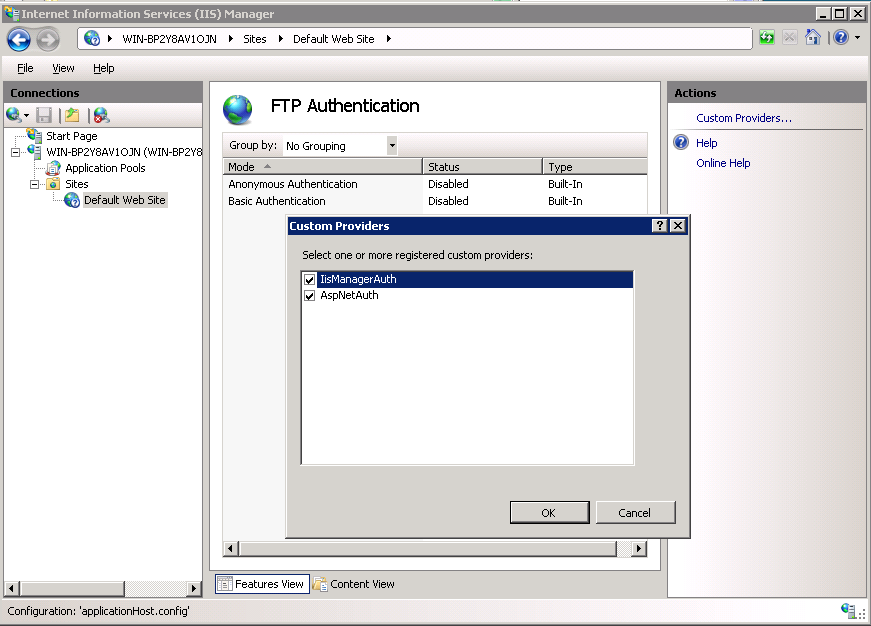 Internet Information Services (IIS) Manager
WIN-BP2Y8AV1OJN Sites Default Web Site
File View Help
Connections
Start Page
WIN-BP2Y8AV1OJN (WIN-BP2Y8
Application Pools
Sites
Default Web Site
FTP Authentication
Group by: No Grouping
Mode Status Type
Anonymous Authentication Disabled Built-In
Basic Authentication Disabled Built-In
Custom Providers
Select one or more registered custom providers:
IisManagerAuth
AspNetAuth
OK Cancel
Features View Content View
Actions
Custom Providers...
Help
Online Help
Configuration: 'applicationHost.config'